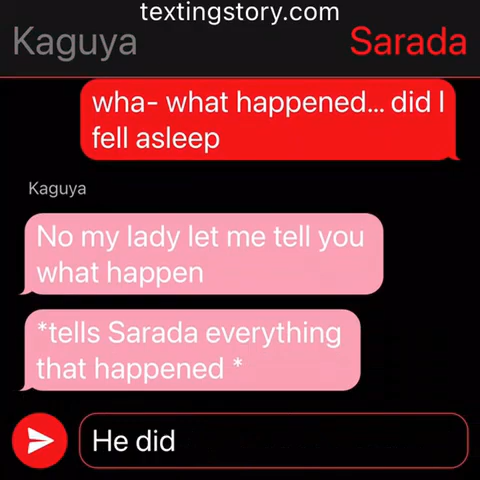 textingstory.com
Kaguya
Sarada
wha- what happened... did I
fell asleep
Kaguya
No my lady let me tell you
what happen
*tells Sarada everything
that happened *
He did